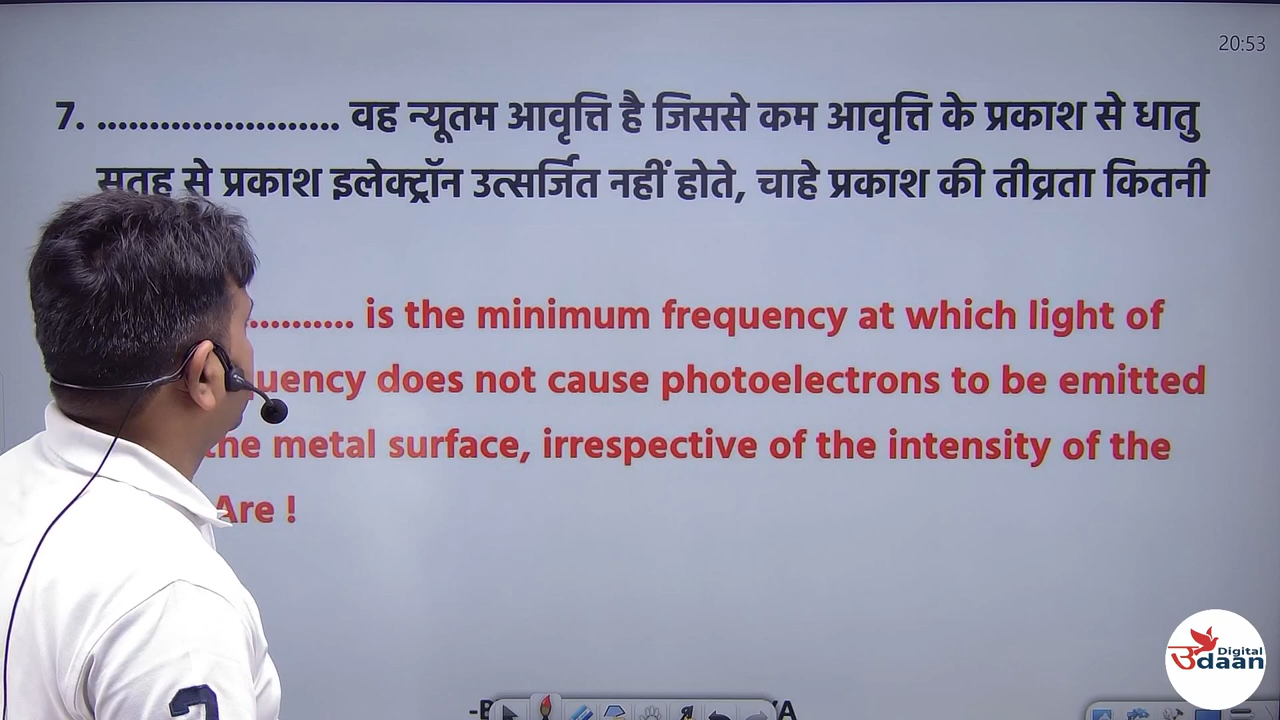 20:53
7. ....................... वह न्यूतम आवृत्ति है जिससे कम आवृत्ति के प्रकाश से धातु
सतह से प्रकाश इलेक्ट्रॉन उत्सर्जित नहीं होते, चाहे प्रकाश की तीव्रता कितनी
.......... is the minimum frequency at which light of
does not cause photoelectrons to be emitted
the metal surface, irrespective of the intensity of the
Are !
Digital
उdaan